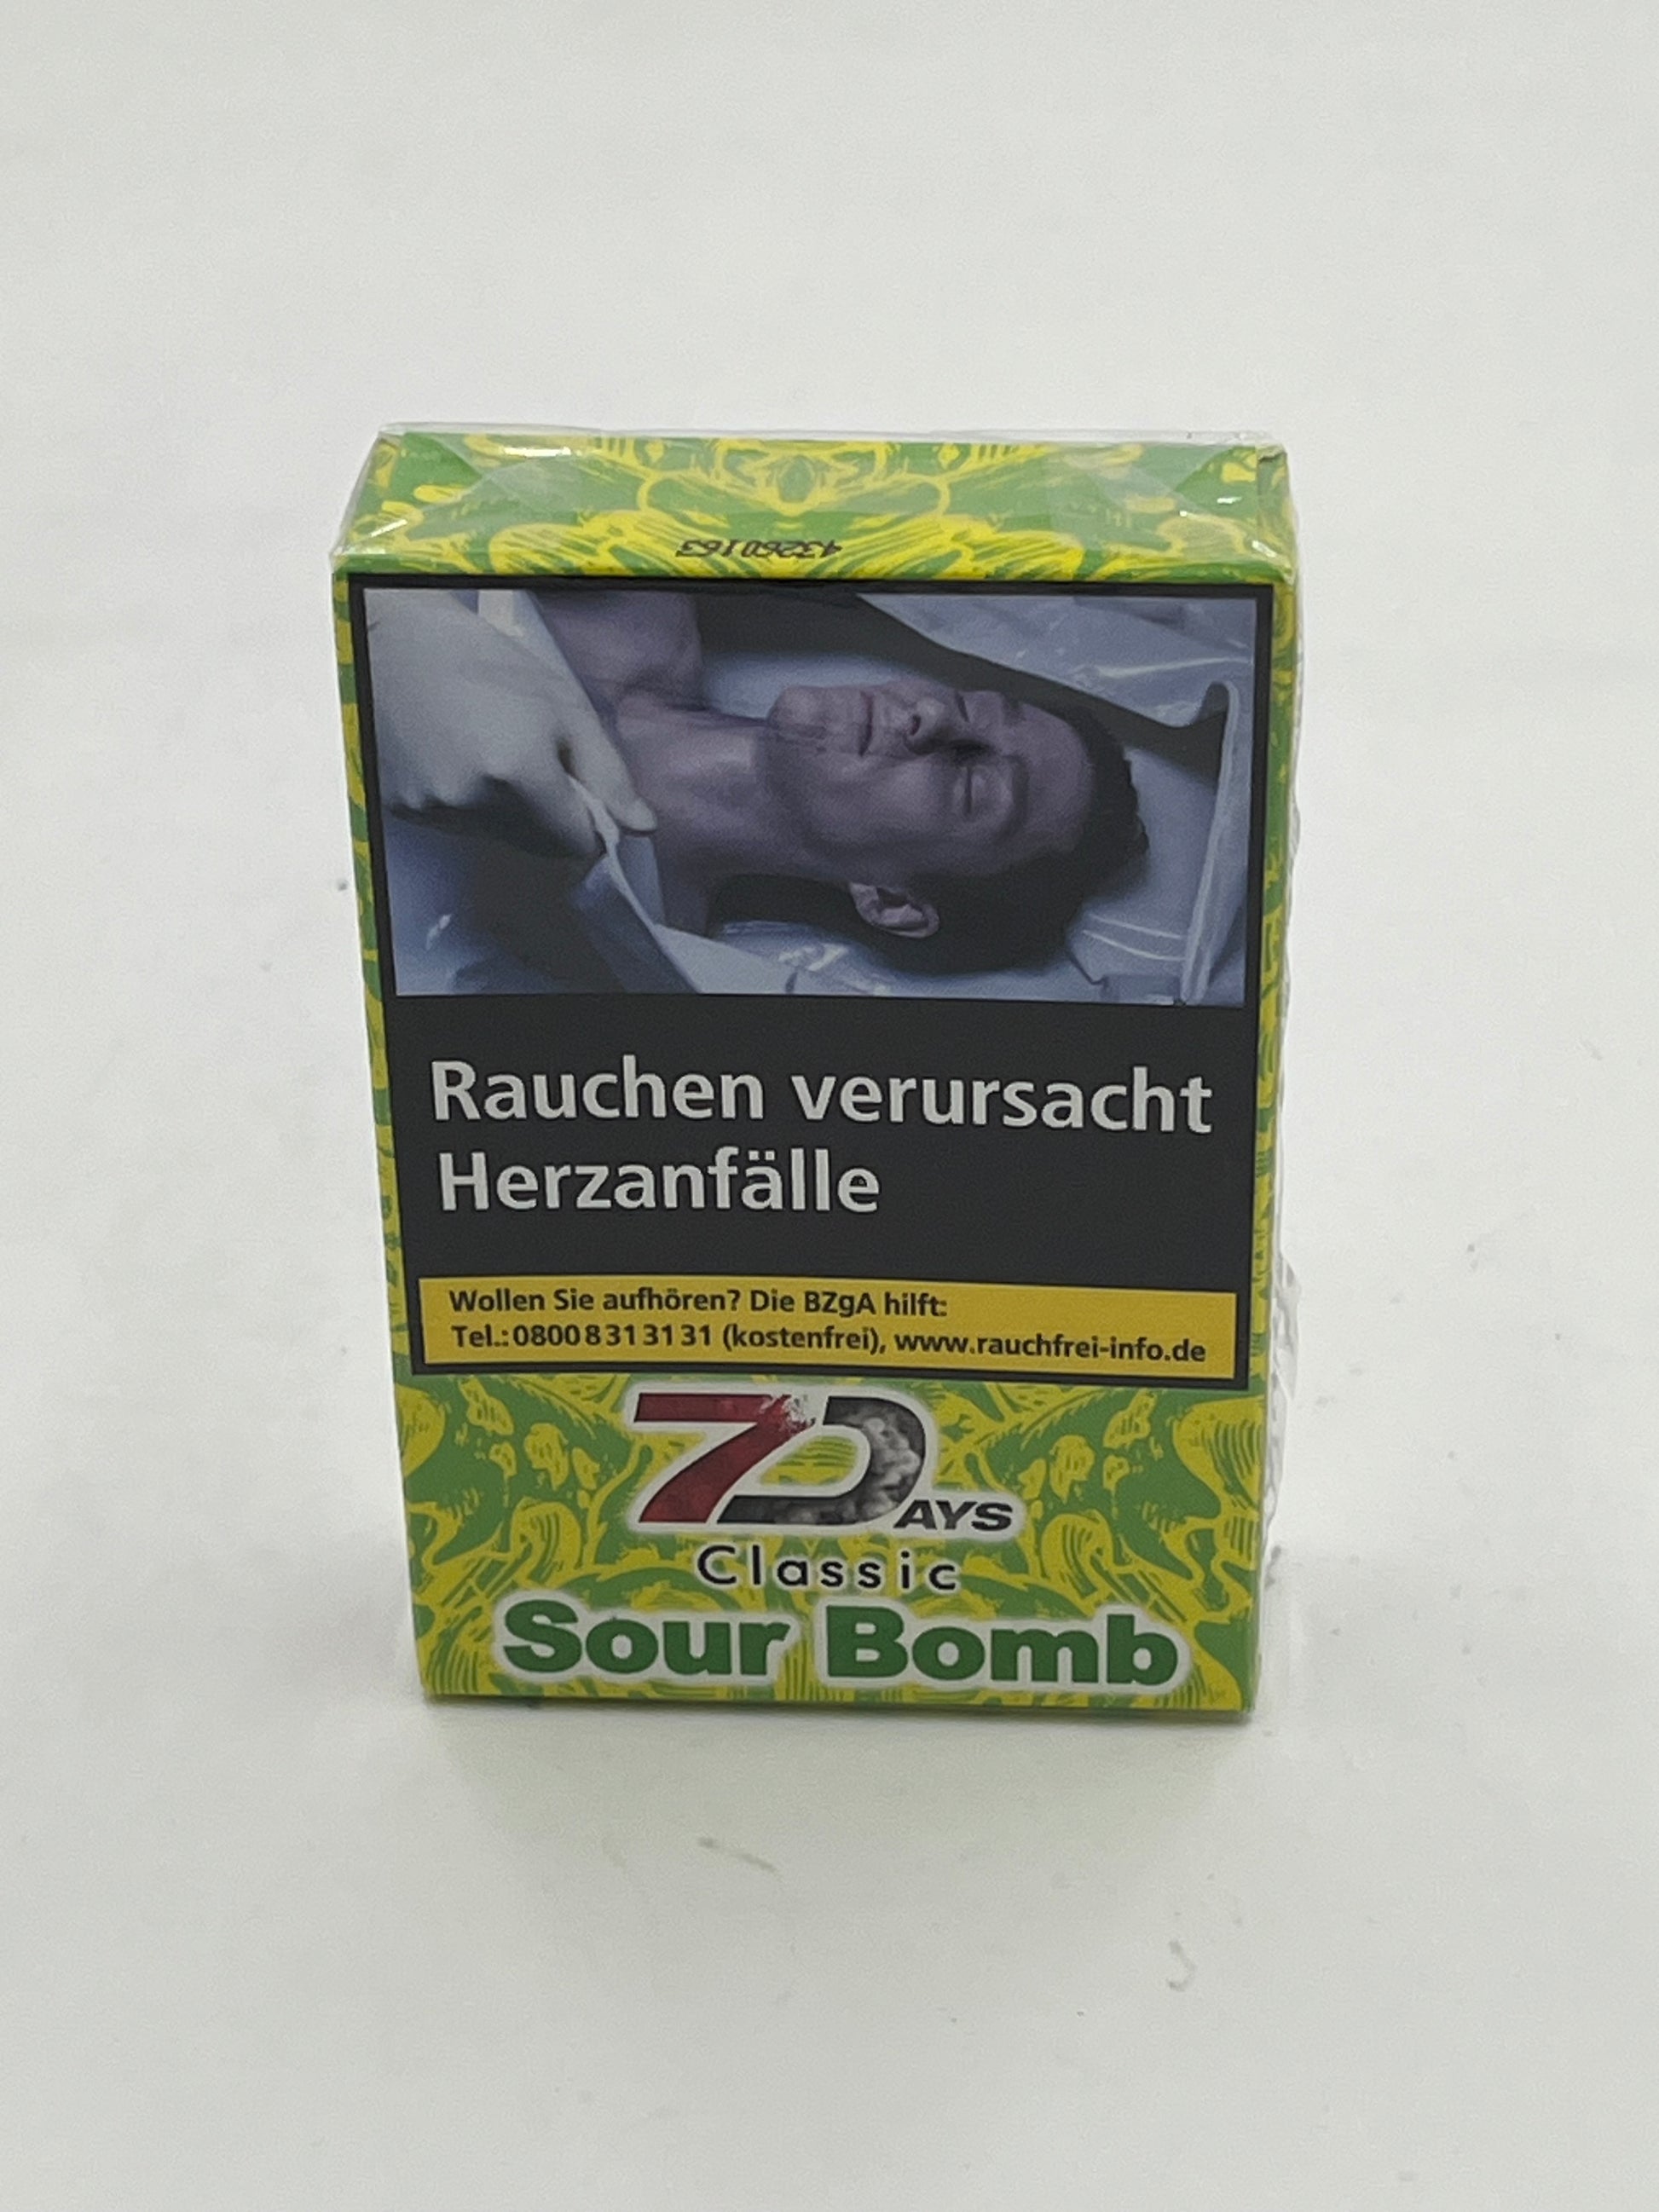 43260163
Rauchen verursacht
Herzanfälle
Wollen Sie aufhören? Die BZgA hilft:
Tel.: 0800 8 31 31 31 (kostenfrei), www.rauchfrei-info.de
7DAYS
Classic
Sour Bomb